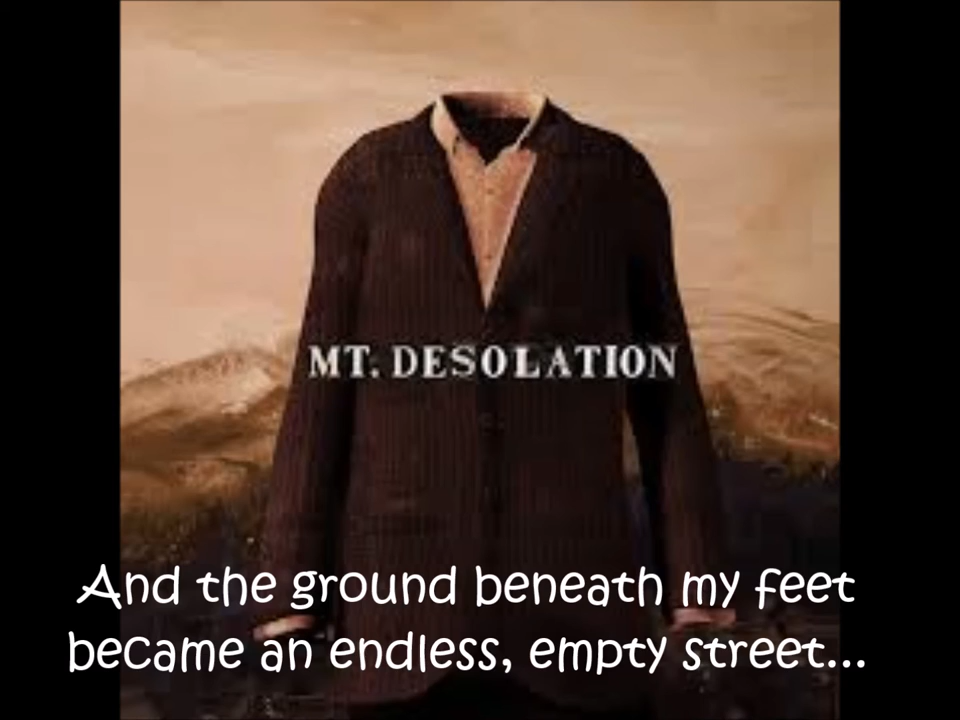 MT. DESOLATION
And the ground beneath my feet
became an endless, empty street...